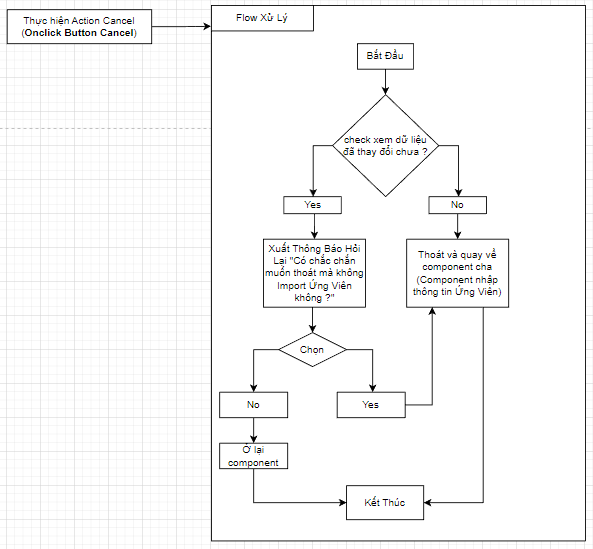 Thực hiện Action Cancel
(Onclick Button Cancel)
Flow Xử Lý
Bắt Đầu
check xem dữ liệu
đã thay đổi chưa ?
Yes
No
Xuất Thông Báo Hỏi
Lại "Có chắc chắn
muốn thoát mà không
Import Ứng Viên
không ?"
Thoát và quay về
component cha
(Component nhập
thông tin Ứng Viên)
Chọn
No
Yes
Ở lại
component
Kết Thúc